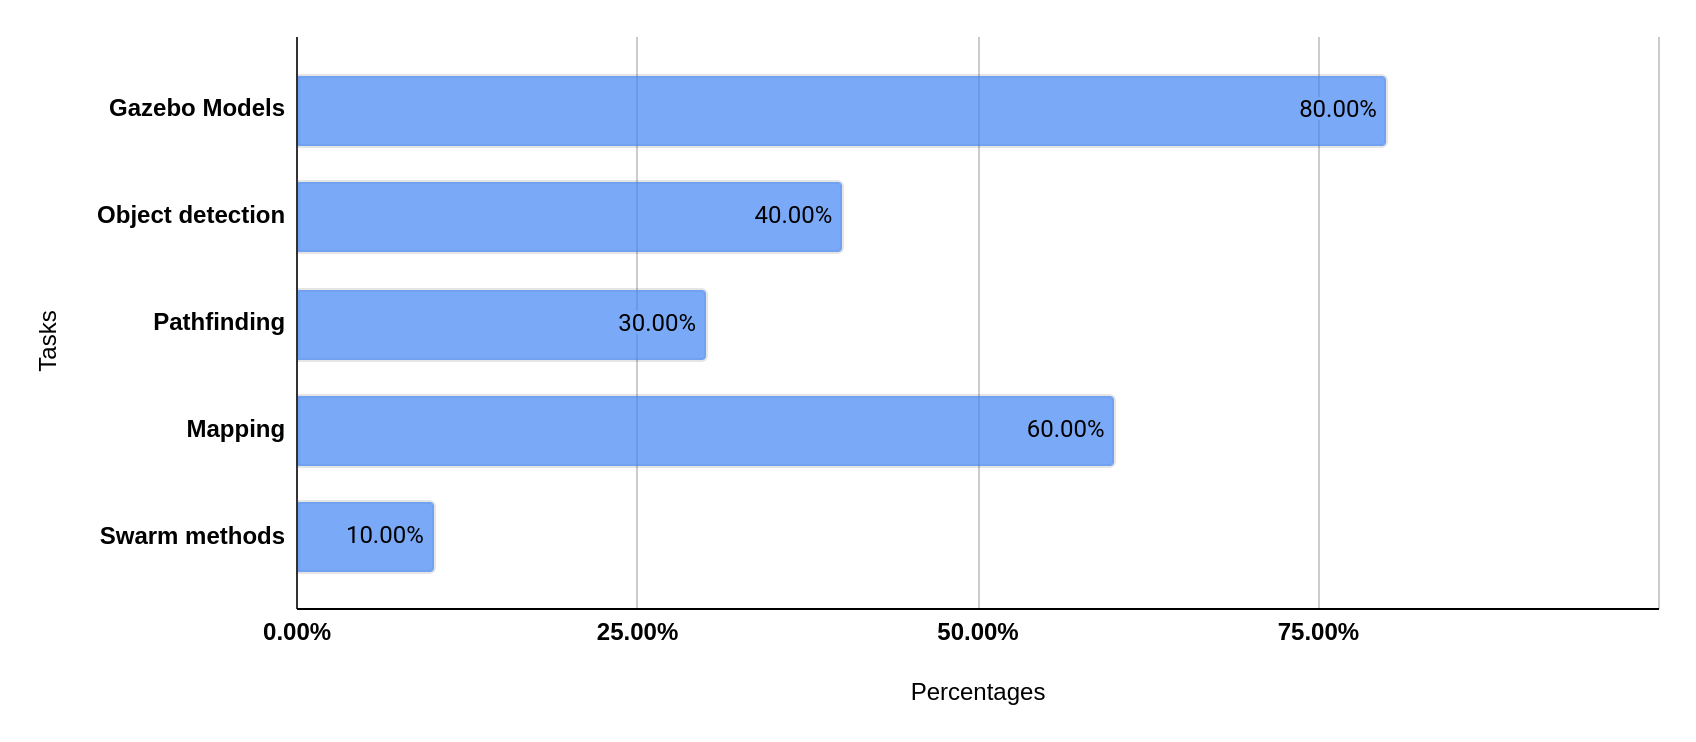 Gazebo Models
80.00%
Object detection
40.00%
Pathfinding
30.00%
Tasks
Mapping
60.00%
Swarm methods
10.00%
0.00%
25.00%
50.00%
75.00%
Percentages